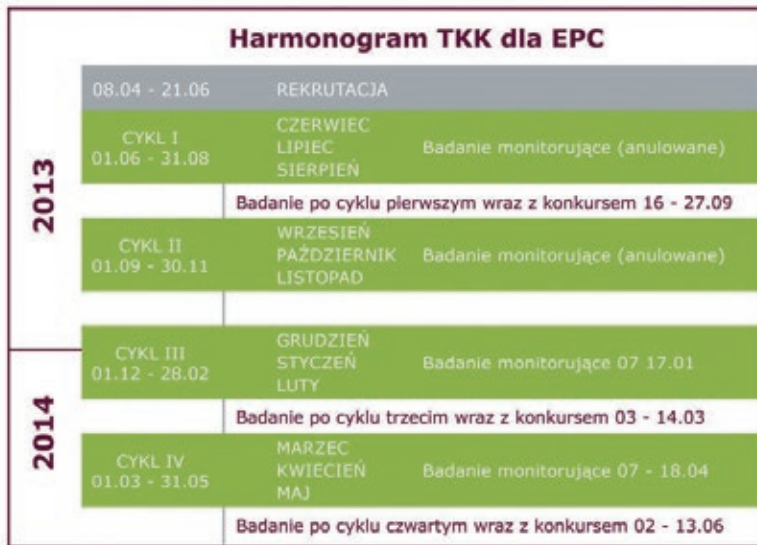 Harmonogram TKK dla EPC
2013
08.04 - 21.06 REKRUTACJA
CYKL I
01.06 - 31.08
CZERWIEC
LIPIEC
SIERPIEŃ
Badanie monitorujące (anulowane)
Badanie po cyklu pierwszym wraz z konkursem 16 - 27.09
CYKL II
01.09 - 30.11
WRZESIEŃ
PAŹDZIERNIK
LISTOPAD
Badanie monitorujące (anulowane)
2014
CYKL III
01.12 - 28.02
GRUDZIEŃ
STYCZEŃ
LUTY
Badanie monitorujące 07 17.01
Badanie po cyklu trzecim wraz z konkursem 03 - 14.03
CYKL IV
01.03 - 31.05
MARZEC
KWIECIEŃ
MAJ
Badanie monitorujące 07 - 18.04
Badanie po cyklu czwartym wraz z konkursem 02 - 13.06